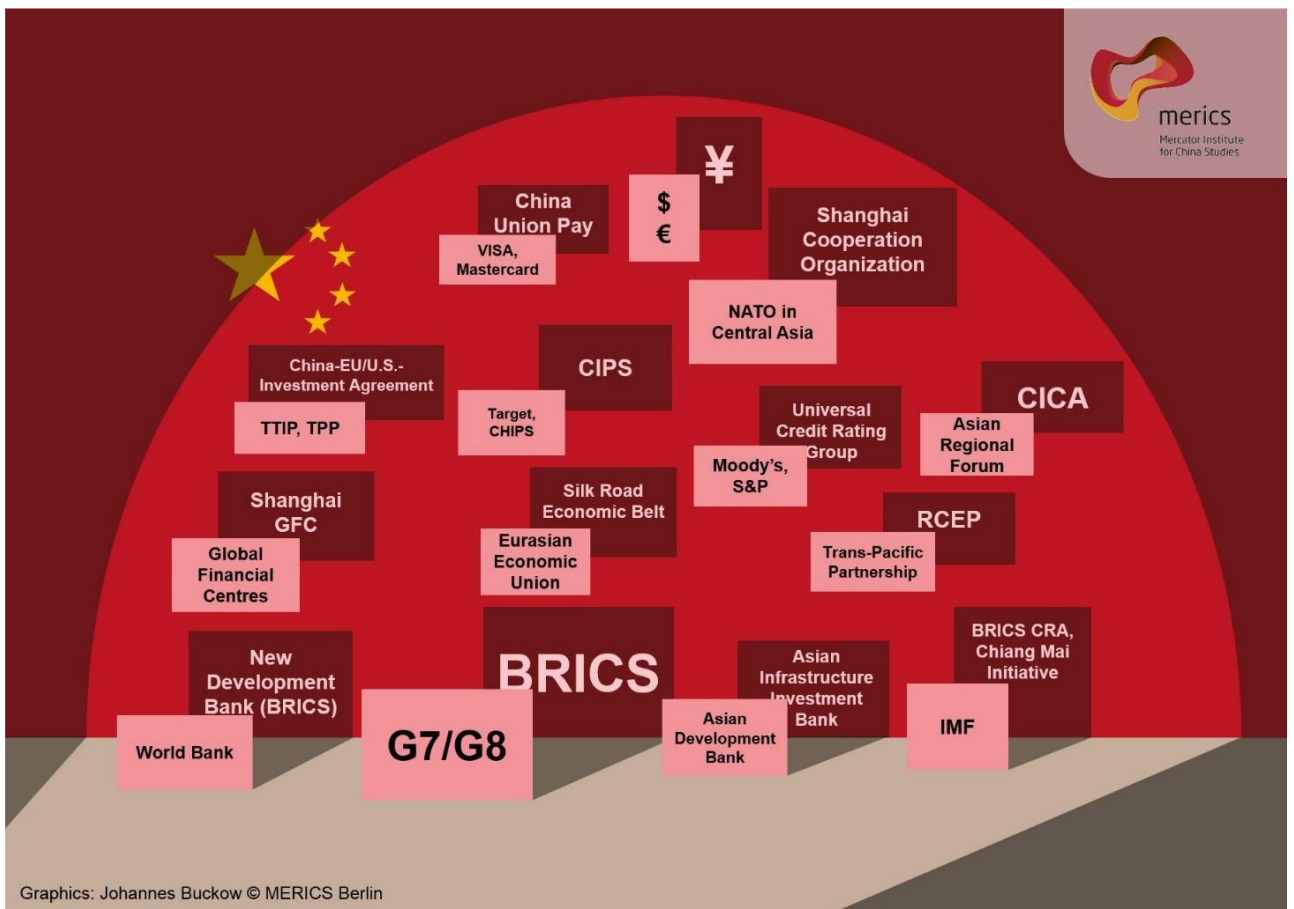 merics
Mercator Institute
for China Studies
¥
$
€
China
Union Pay
VISA,
Mastercard
Shanghai
Cooperation
Organization
NATO in
Central Asia
China-EU/U.S.-
Investment Agreement
TTIP, TPP
CIPS
Target,
CHIPS
Universal
Credit Rating
Group
Moody's,
S&P
CICA
Asian
Regional
Forum
Shanghai
GFC
Global
Financial
Centres
Silk Road
Economic Belt
Eurasian
Economic
Union
RCEP
Trans-Pacific
Partnership
New
Development
Bank (BRICS)
World Bank
BRICS
G7/G8
Asian
Infrastructure
Investment
Bank
Asian
Development
Bank
BRICS CRA,
Chiang Mai
Initiative
IMF
Graphics: Johannes Buckow © MERICS Berlin